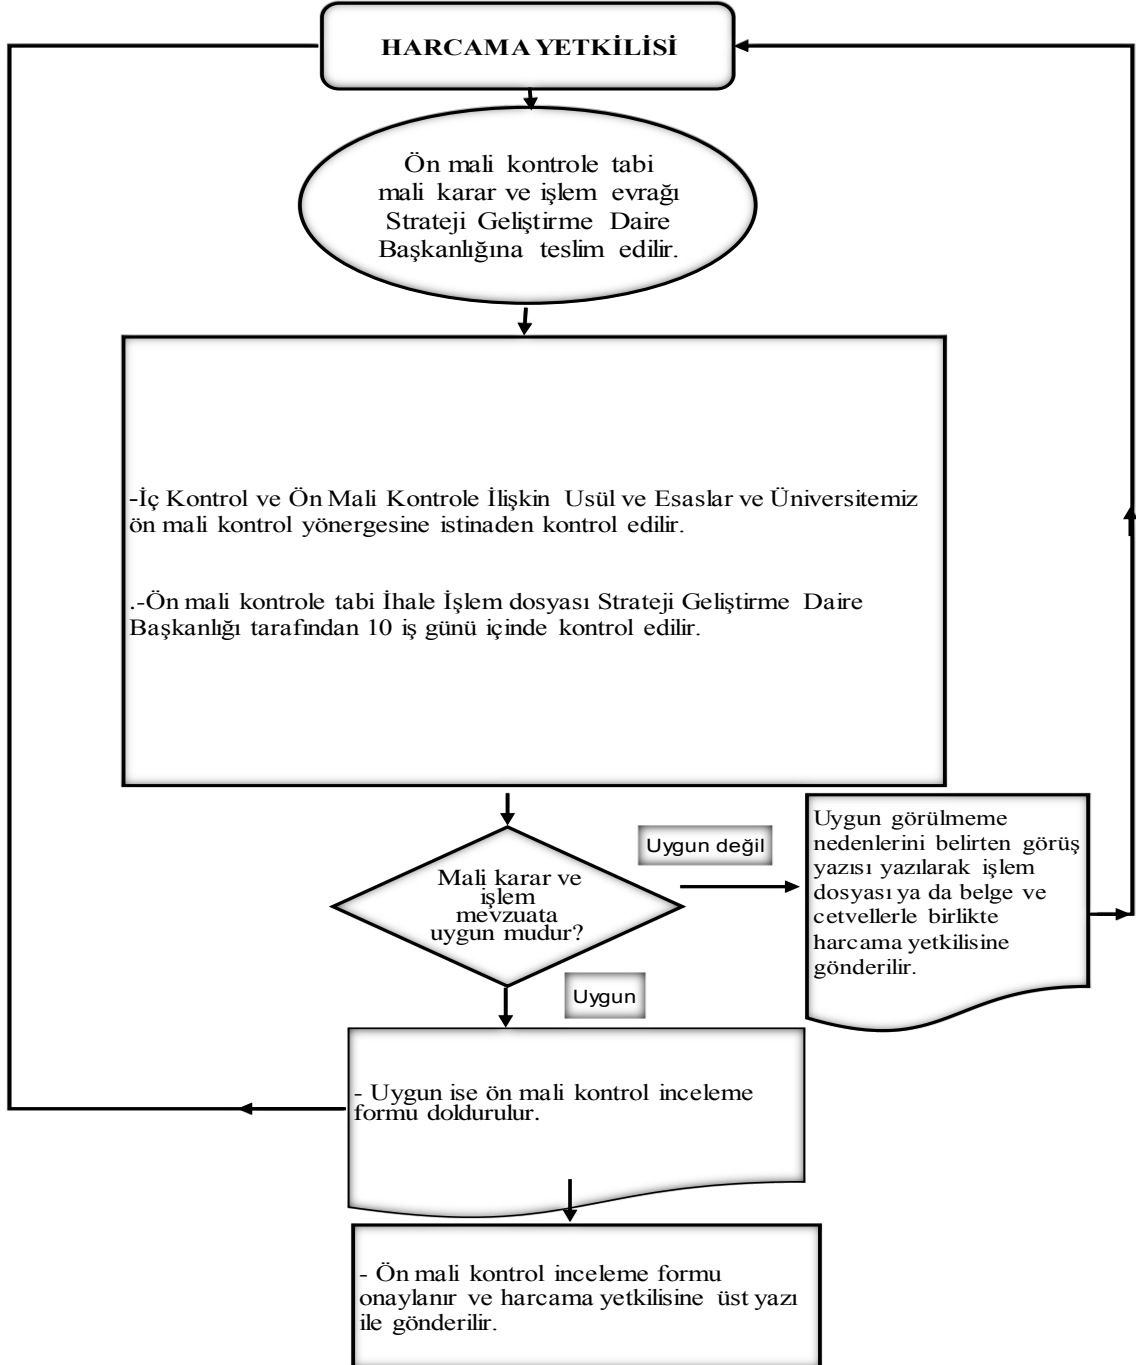 HARCAMA YETKİLİSİ
Ön mali kontrole tabi
mali karar ve işlem evrağı
Strateji Geliştirme Daire
Başkanlığına teslim edilir.
-İç Kontrol ve Ön Mali Kontrole İlişkin Usül ve Esaslar ve Üniversitemiz
ön mali kontrol yönergesine istinaden kontrol edilir.
.-Ön mali kontrole tabi İhale İşlem dosyası Strateji Geliştirme Daire
Başkanlığı tarafından 10 iş günü içinde kontrol edilir.
Mali karar ve
işlem
mevzuata
uygun mudur?
Uygun değil
Uygun görülmeme
nedenlerini belirten görüş
yazısı yazılarak işlem
dosyası ya da belge ve
cetvellerle birlikte
harcama yetkilisine
gönderilir.
Uygun
- Uygun ise ön mali kontrol inceleme
formu doldurulur.
- Ön mali kontrol inceleme formu
onaylanır ve harcama yetkilisine üst yazı
ile gönderilir.